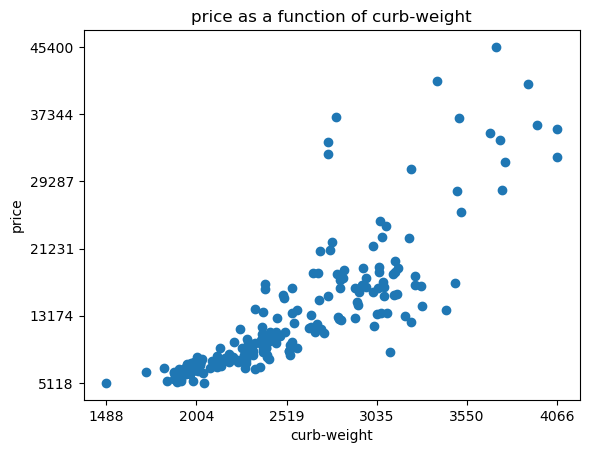 price as a function of curb-weight
45400
37344
29287
21231
13174
5118
price
1488 2004 2519 3035 3550 4066
curb-weight